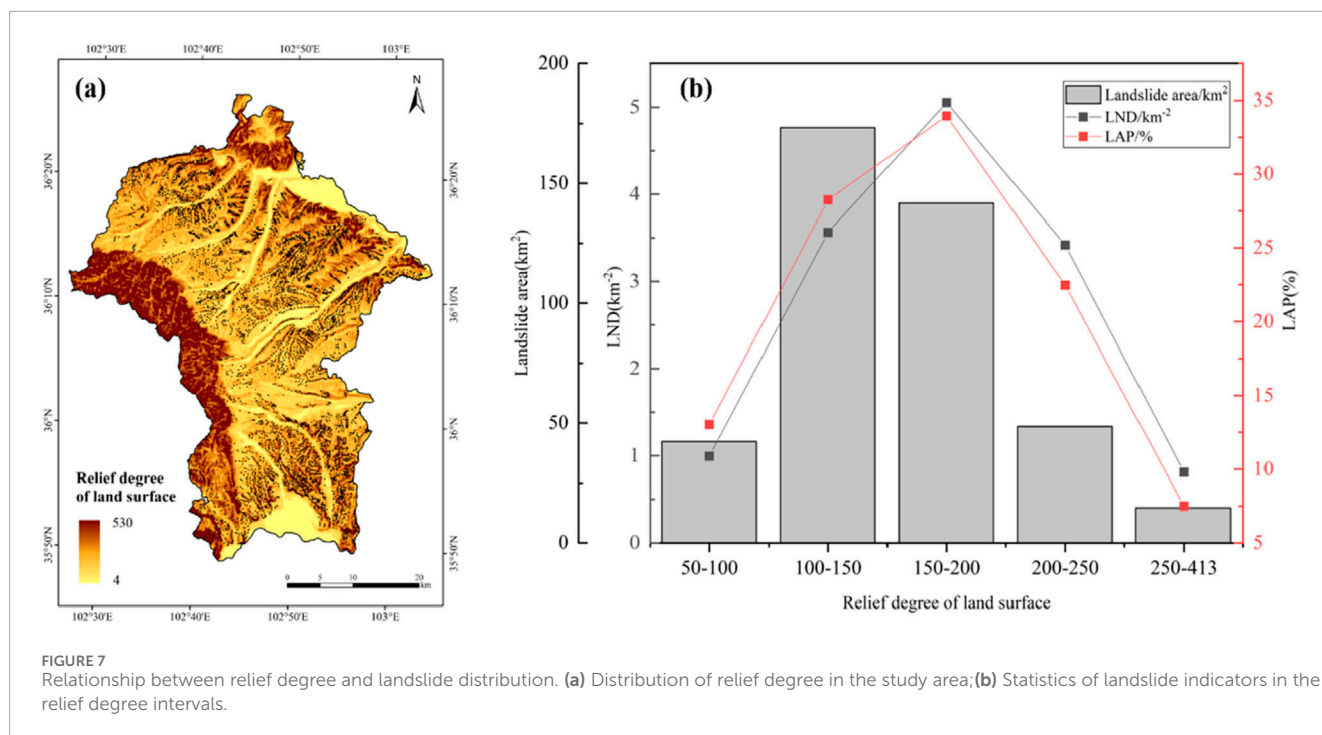 102°30'E 102°40'E 102°50'E 103°E
(a)
N
36°20'N
36°20'N
36°10'N
36°10'N
36°N
36°N
35°50'N
35°50'N
Relief degree
of land surface
530
4
0 5 10 20
km
102°30'E 102°40'E 102°50'E 103°E
(b)
Landslide area/km²
LND/km⁻²
LAP/%
Landslide area(km²)
200
150
100
50
0
LND(km⁻²)
5
4
3
2
1
0
LAP(%)
35
30
25
20
15
10
5
50-100 100-150 150-200 200-250 250-413
Relief degree of land surface
FIGURE 7
Relationship between relief degree and landslide distribution. (a) Distribution of relief degree in the study area;(b) Statistics of landslide indicators in the
relief degree intervals.